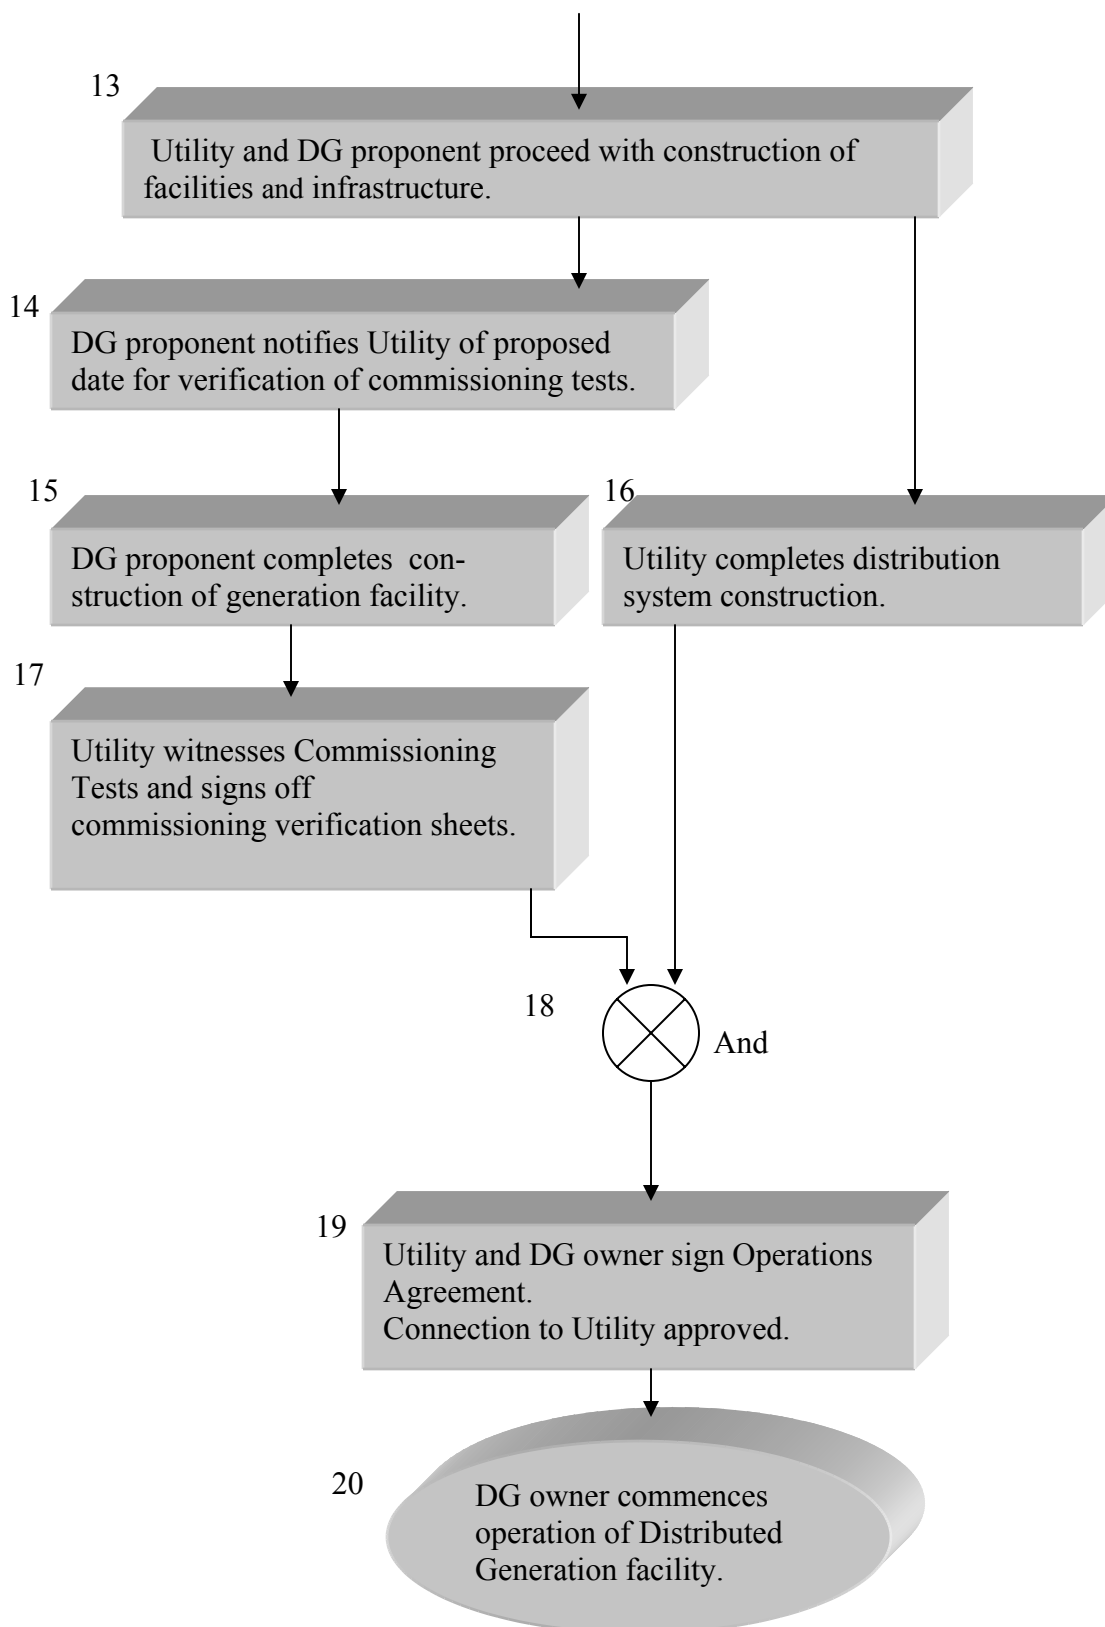 13
Utility and DG proponent proceed with construction of
facilities and infrastructure.
14
DG proponent notifies Utility of proposed
date for verification of commissioning tests.
15
DG proponent completes con-
struction of generation facility.
16
Utility completes distribution
system construction.
17
Utility witnesses Commissioning
Tests and signs off
commissioning verification sheets.
18
And
19
Utility and DG owner sign Operations
Agreement.
Connection to Utility approved.
20
DG owner commences
operation of Distributed
Generation facility.